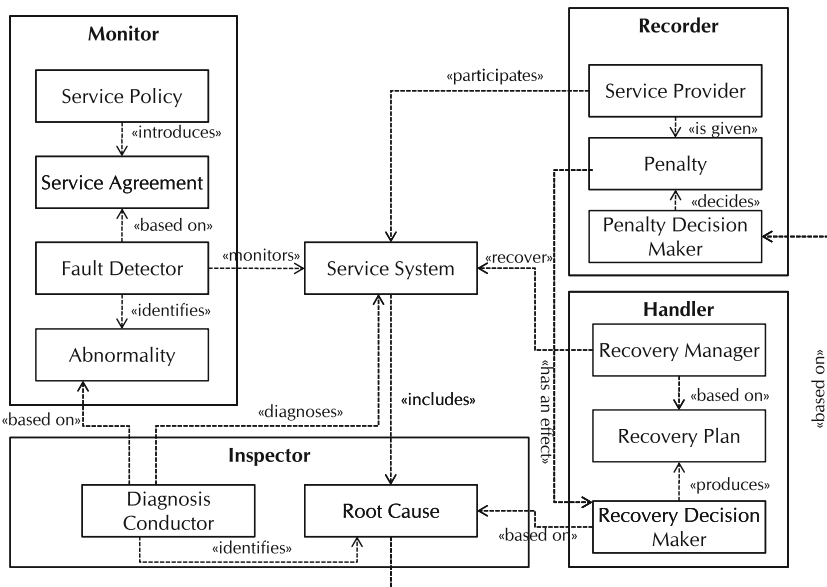 Monitor
Service Policy
«introduces»
Service Agreement
«based on»
Fault Detector
«monitors»
«identifies»
Abnormality
«based on»
«diagnoses»
Service System
«participates»
«recover»
«includes»
Recorder
Service Provider
«is given»
Penalty
«decides»
Penalty Decision
Maker
«has an effect»
Handler
Recovery Manager
«based on»
Recovery Plan
«produces»
Recovery Decision
Maker
«based on»
«based on»
Inspector
Diagnosis
Conductor
«identifies»
Root Cause